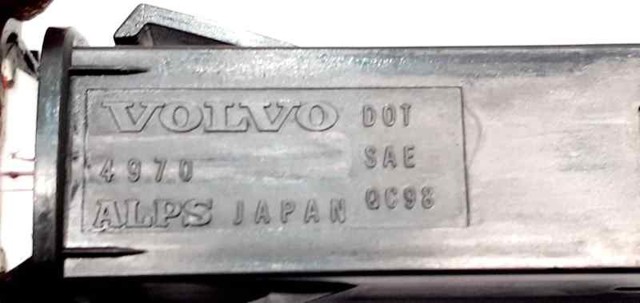 VOLVO DOT
4970 SAE
ALPS JAPAN QC98